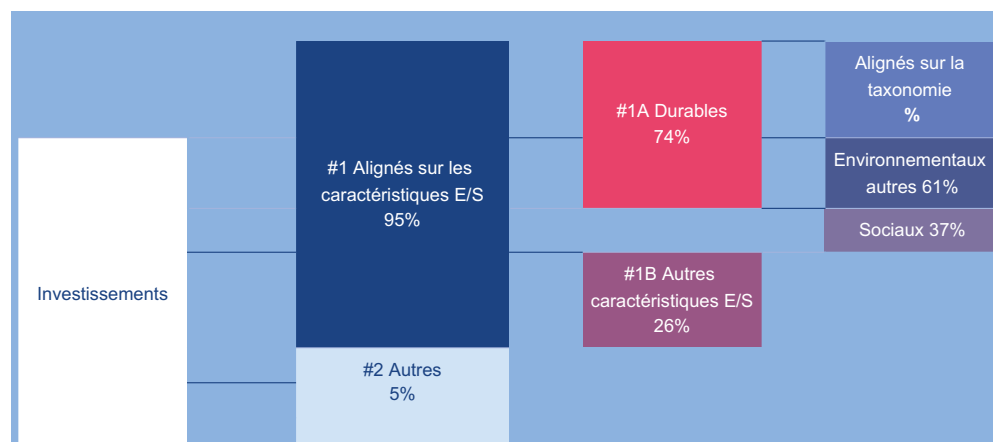 Investissements
#1 Alignés sur les
caractéristiques E/S
95%
#2 Autres
5%
#1A Durables
74%
#1B Autres
caractéristiques E/S
26%
Alignés sur la
taxonomie
%
Environnementaux
autres 61%
Sociaux 37%